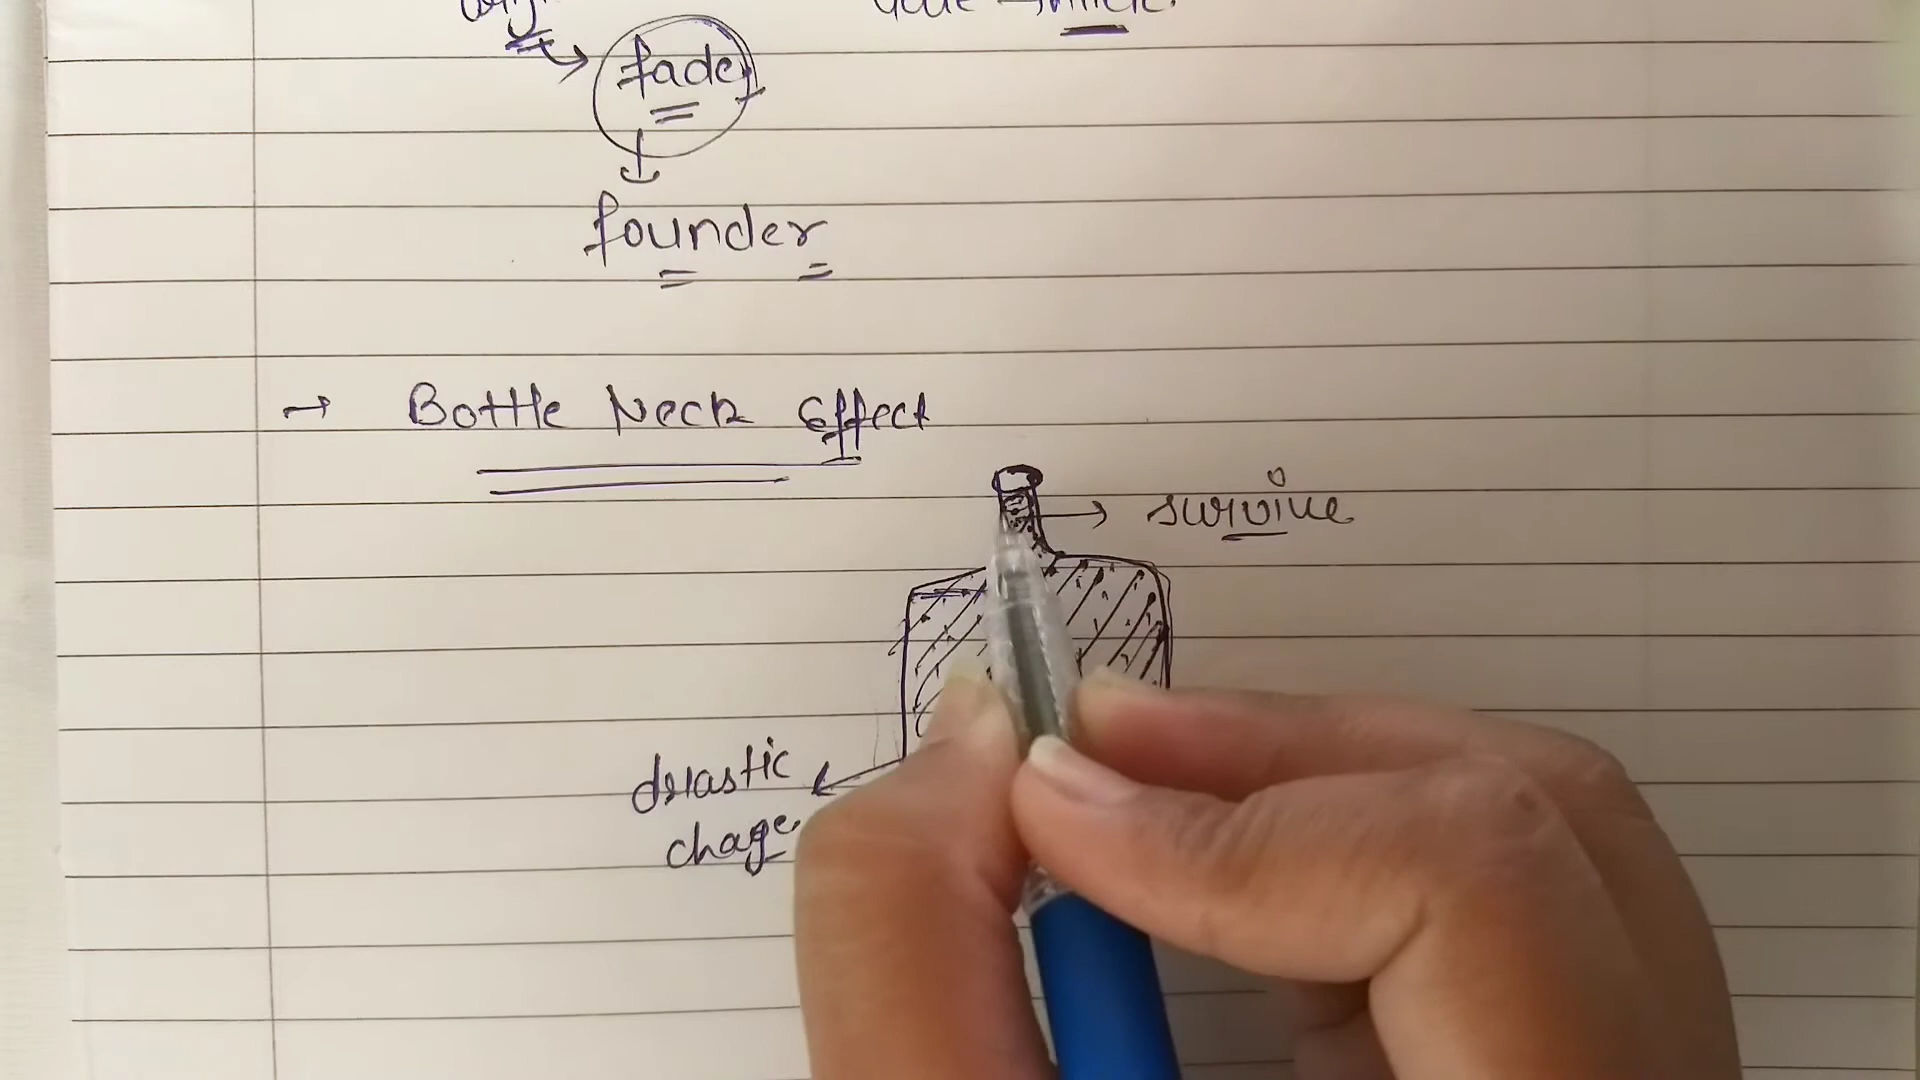 fade
founder
→ Bottle Neck Effect
→ survive
drastic
chage